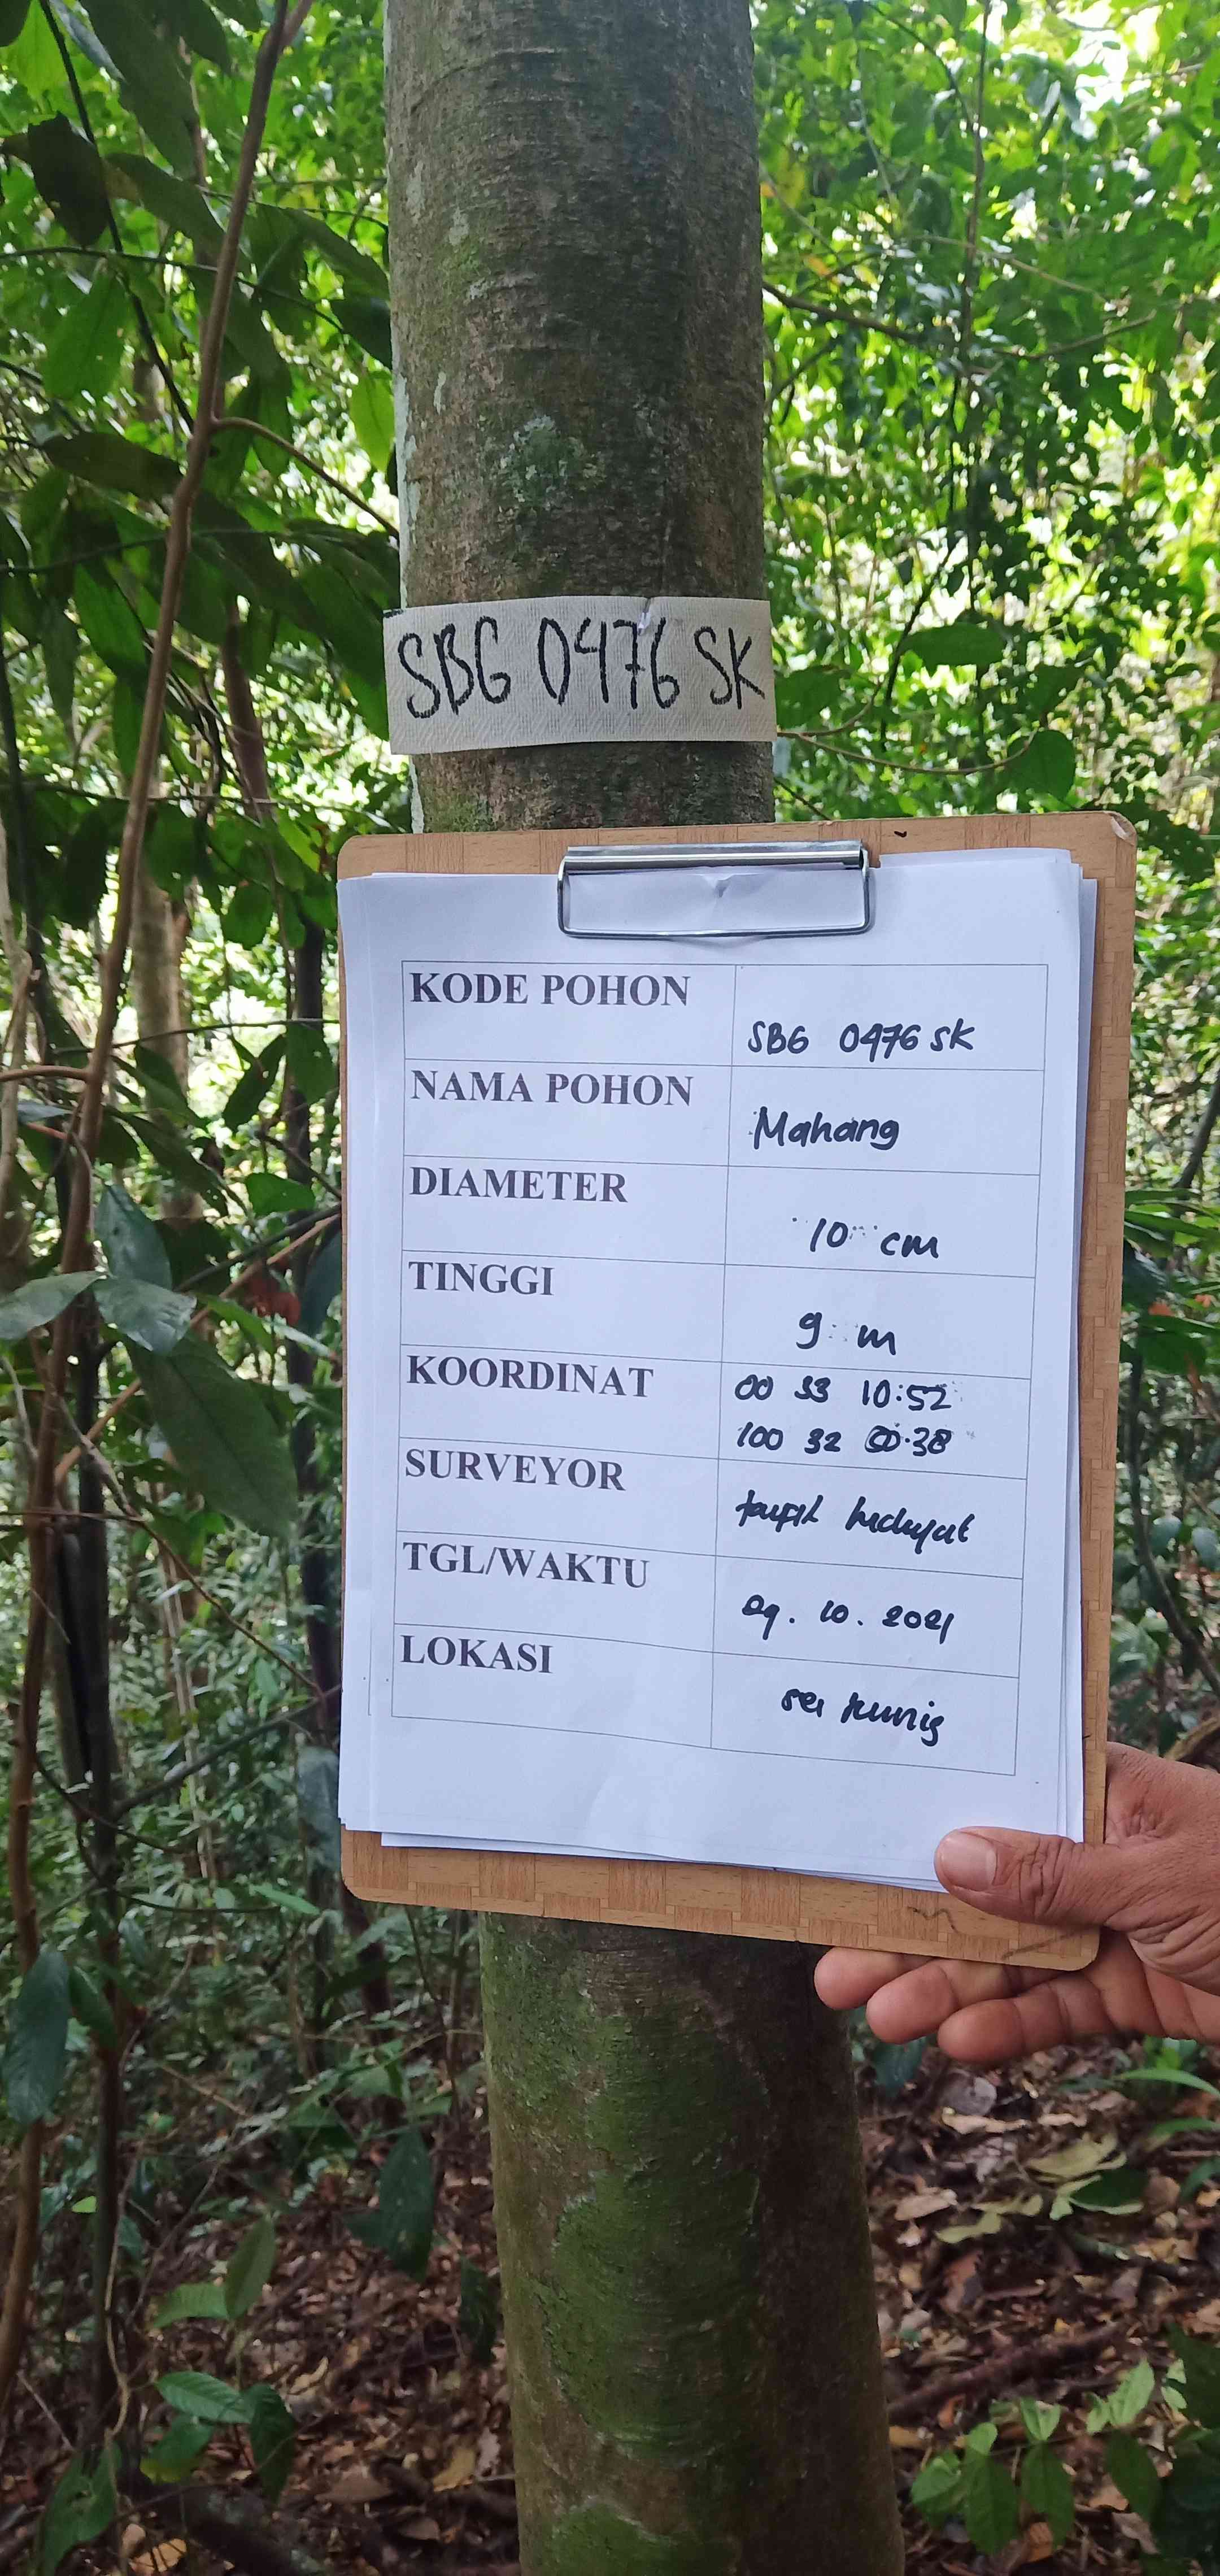 SBG 0476 SK
KODE POHON
SBG 0476 SK
NAMA POHON
Mahang
DIAMETER
10 cm
TINGGI
9 m
KOORDINAT
00 33 10:52
100 32 00.38
SURVEYOR
taufik hidayat
TGL/WAKTU
09. 10. 2021
LOKASI
sei kunig